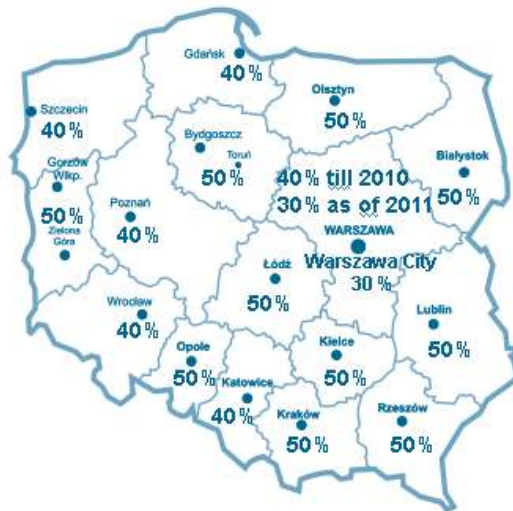 Gdańsk
40 %
Szczecin
40 %
Olsztyn
50 %
Bydgoszcz
Toruń
50 %
Białystok
50 %
Gorzów
Wlkp.
50 %
Zielona
Góra
Poznań
40 %
40% till 2010
30% as of 2011
WARSZAWA
Warszawa City
30 %
Łódź
50 %
Wrocław
40 %
Lublin
50 %
Opole
50 %
Kielce
50 %
Katowice
40 %
Kraków
50 %
Rzeszów
50 %